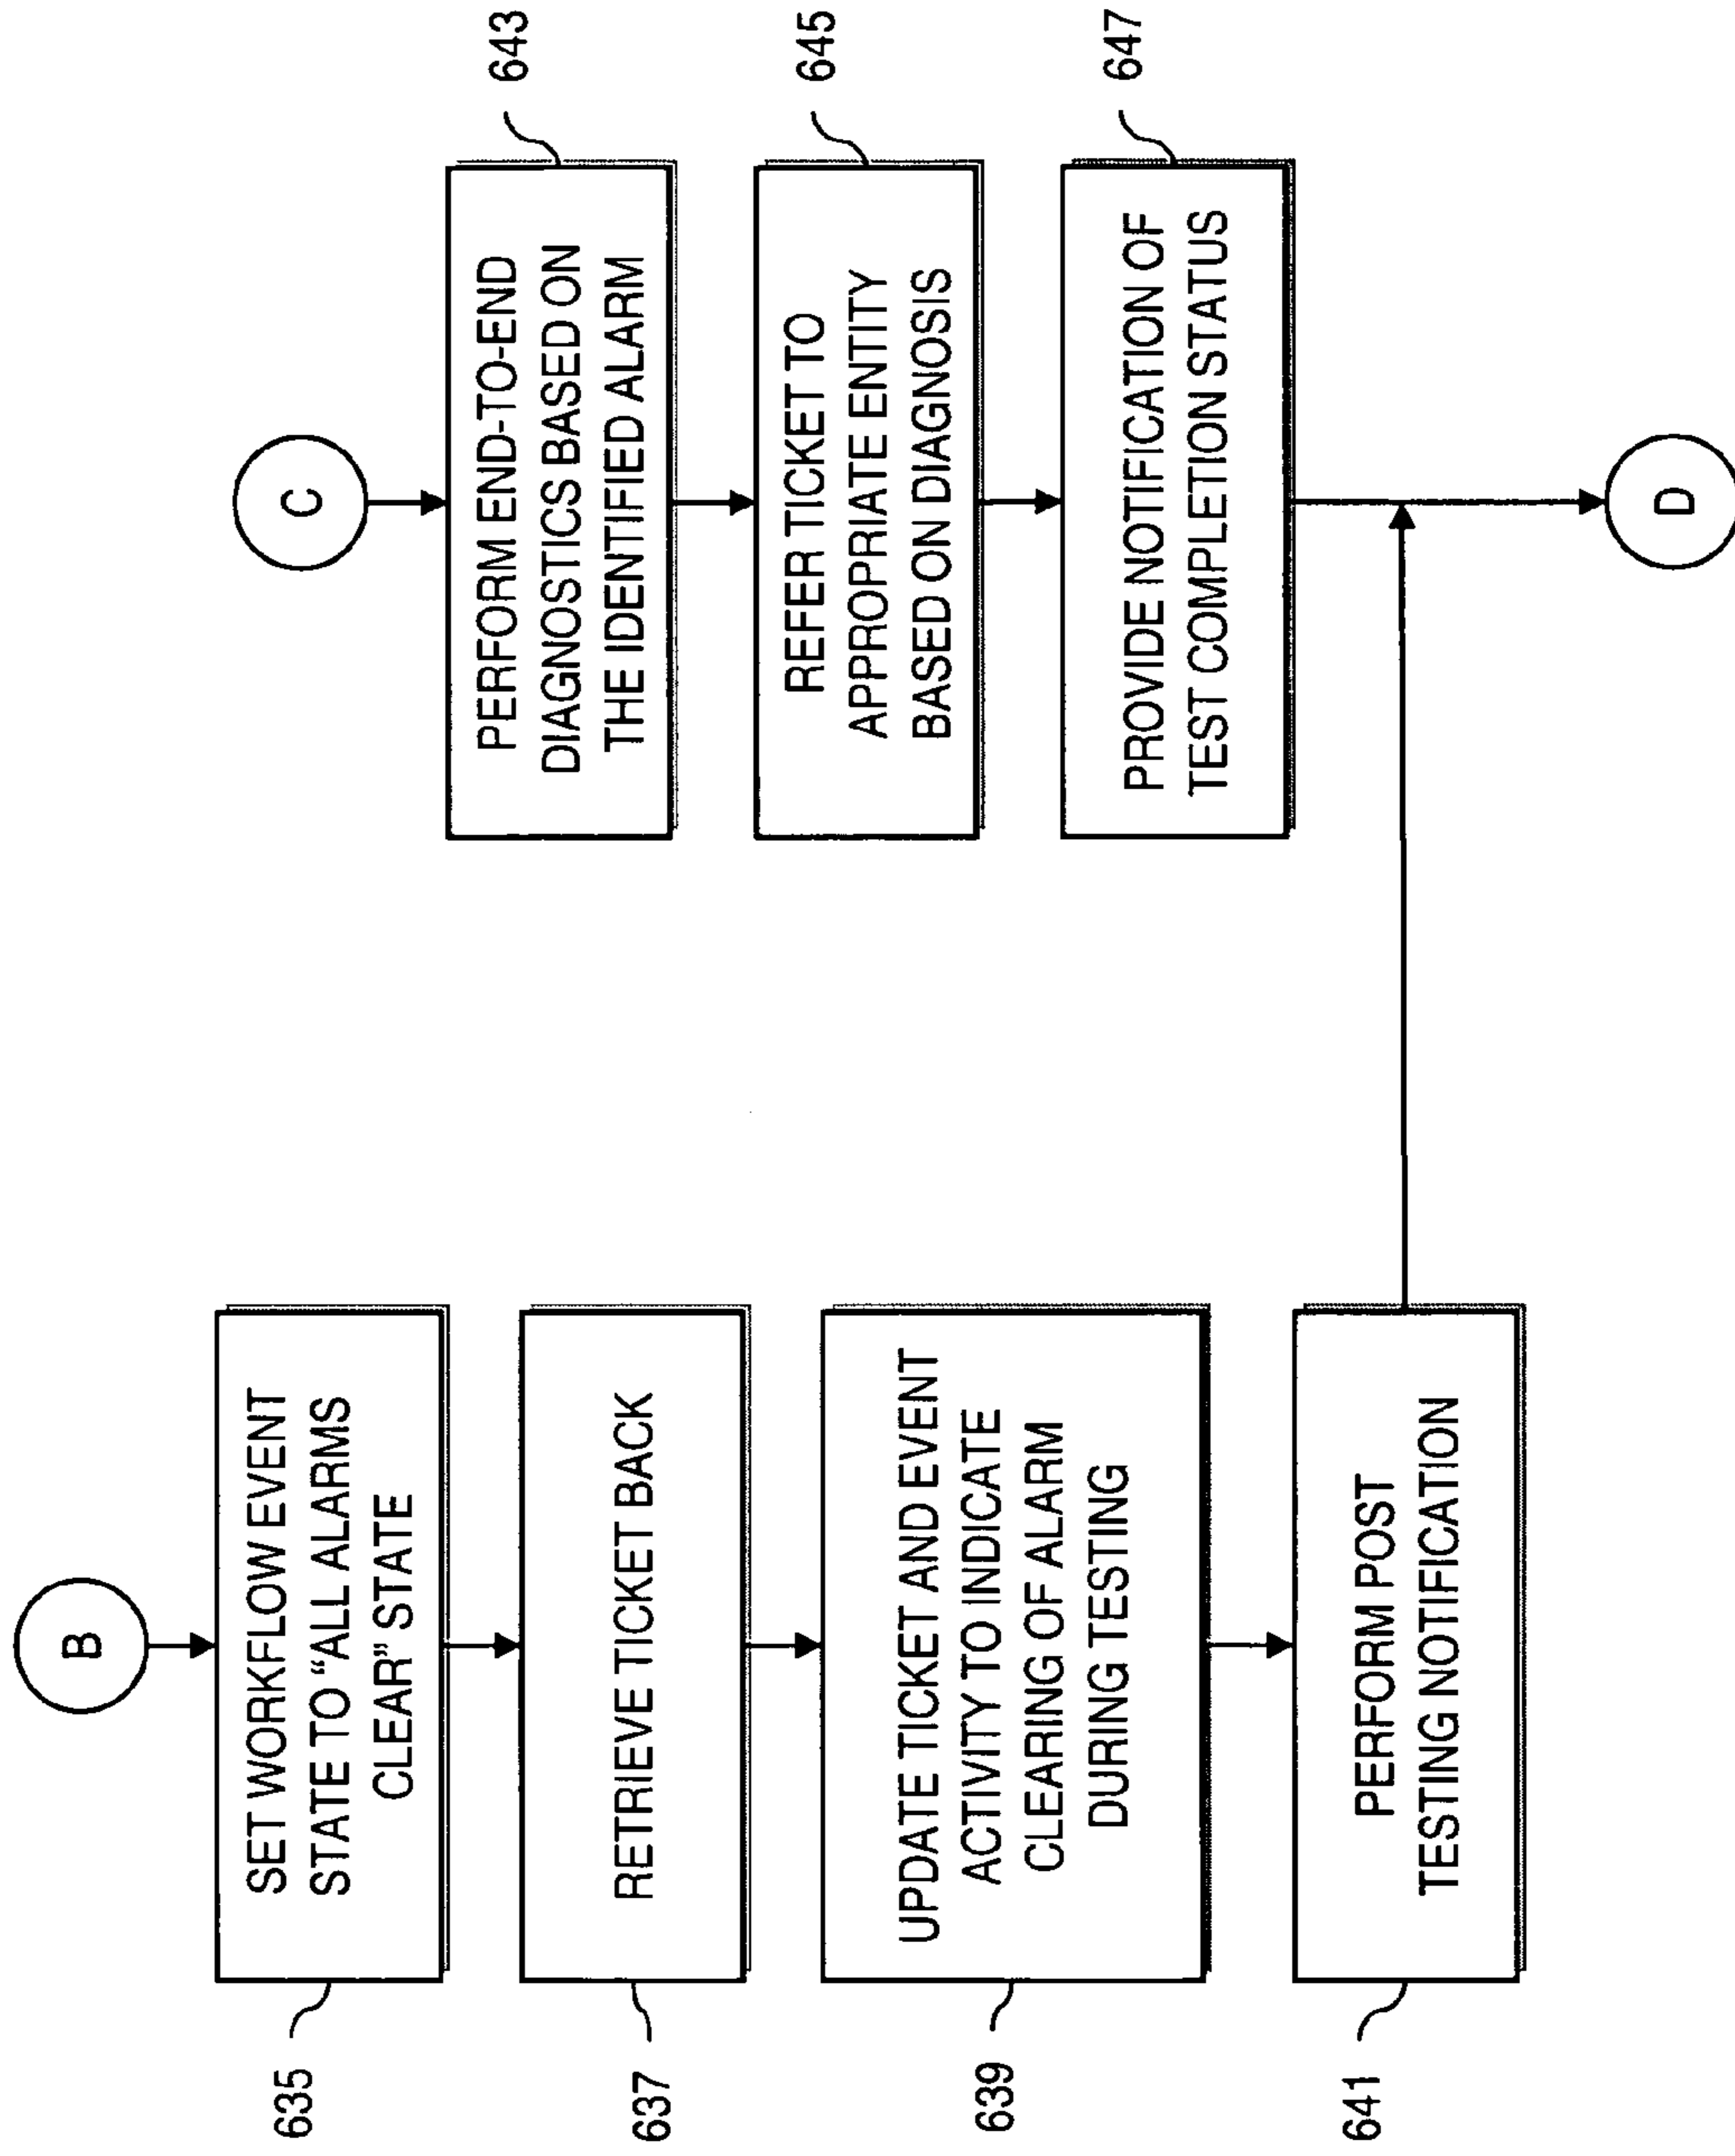 B
635
SET WORKFLOW EVENT
STATE TO “ALL ALARMS
CLEAR” STATE
637
RETRIEVE TICKET BACK
639
UPDATE TICKET AND EVENT
ACTIVITY TO INDICATE
CLEARING OF ALARM
DURING TESTING
641
PERFORM POST
TESTING NOTIFICATION
C
643
PERFORM END-TO-END
DIAGNOSTICS BASED ON
THE IDENTIFIED ALARM
645
REFER TICKET TO
APPROPRIATE ENTITY
BASED ON DIAGNOSIS
647
PROVIDE NOTIFICATION OF
TEST COMPLETION STATUS
D